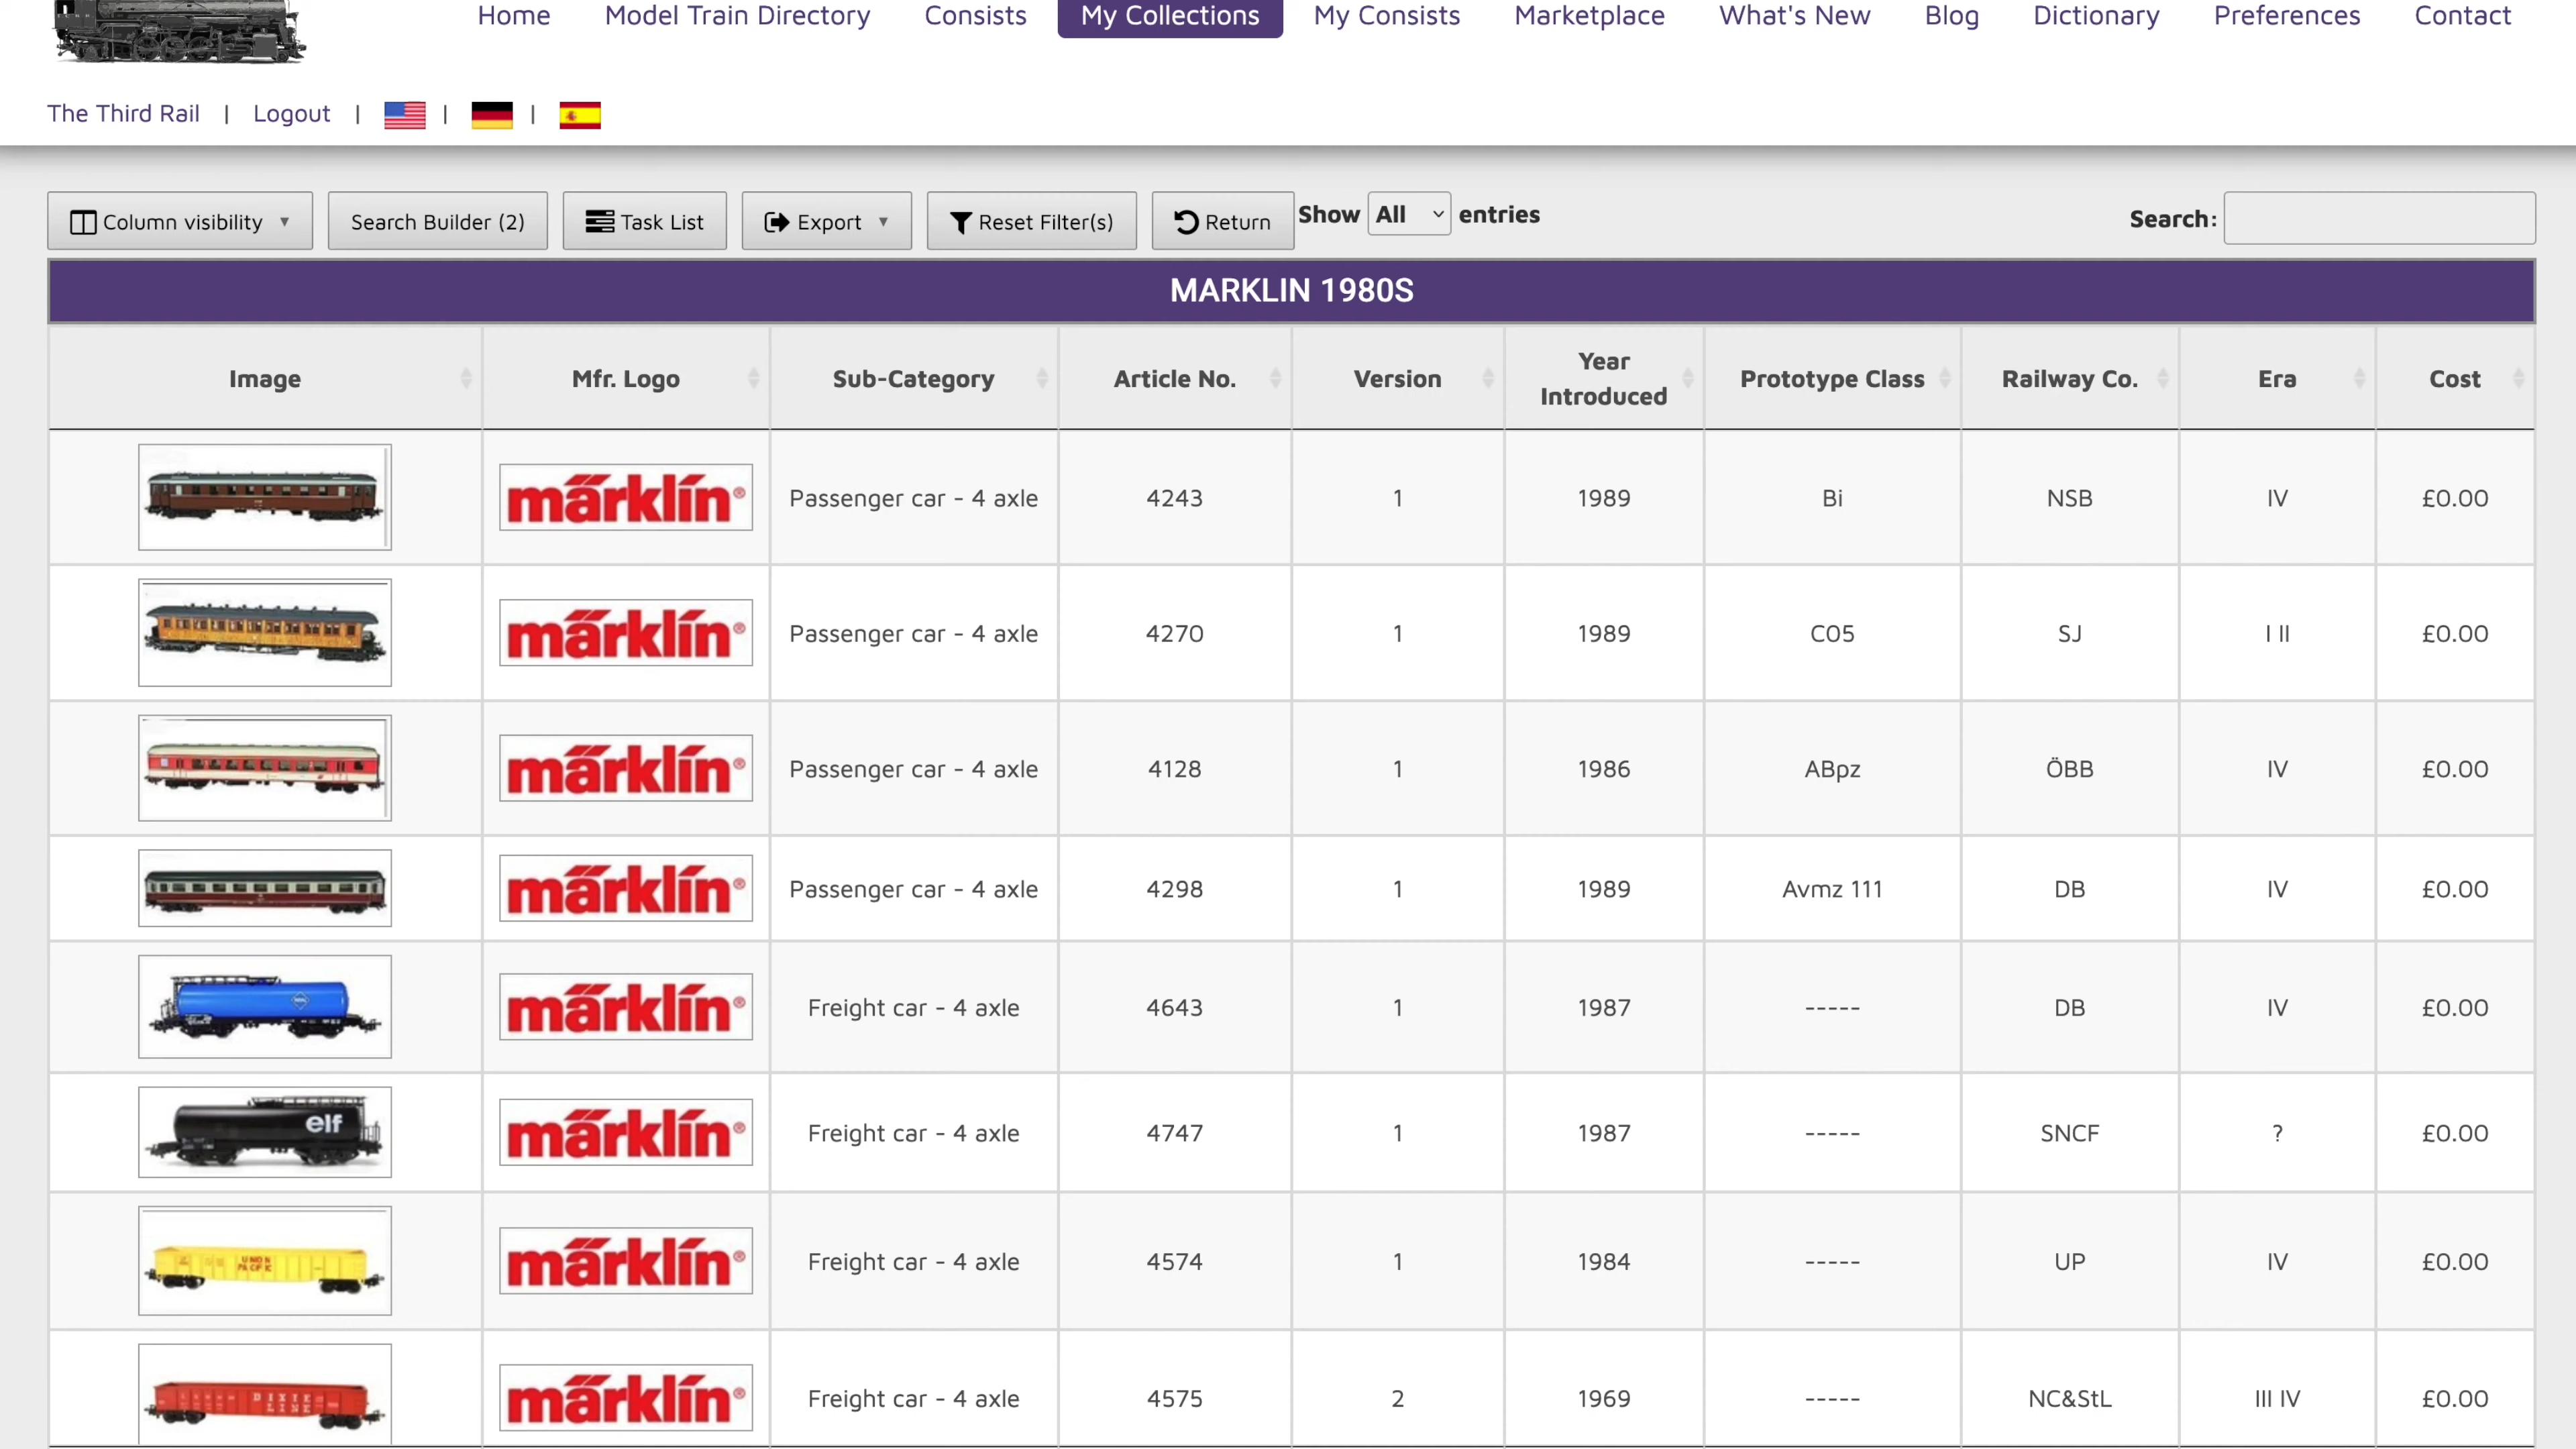 Home Model Train Directory Consists My Collections My Consists Marketplace What's New Blog Dictionary Preferences Contact
The Third Rail | Logout | | |
Column visibility ▼ Search Builder (2) Task List Export ▼ Reset Filter(s) Return Show All entries Search:
MARKLIN 1980S
Image Mfr. Logo Sub-Category Article No. Version Year Introduced Prototype Class Railway Co. Era Cost
märklin® Passenger car - 4 axle 4243 1 1989 Bi NSB IV £0.00
märklin® Passenger car - 4 axle 4270 1 1989 C05 SJ I II £0.00
märklin® Passenger car - 4 axle 4128 1 1986 ABpz ÖBB IV £0.00
märklin® Passenger car - 4 axle 4298 1 1989 Avmz 111 DB IV £0.00
märklin® Freight car - 4 axle 4643 1 1987 ----- DB IV £0.00
elf märklin® Freight car - 4 axle 4747 1 1987 ----- SNCF ? £0.00
UNION PACIFIC märklin® Freight car - 4 axle 4574 1 1984 ----- UP IV £0.00
DIXIE LINE märklin® Freight car - 4 axle 4575 2 1969 ----- NC&StL III IV £0.00